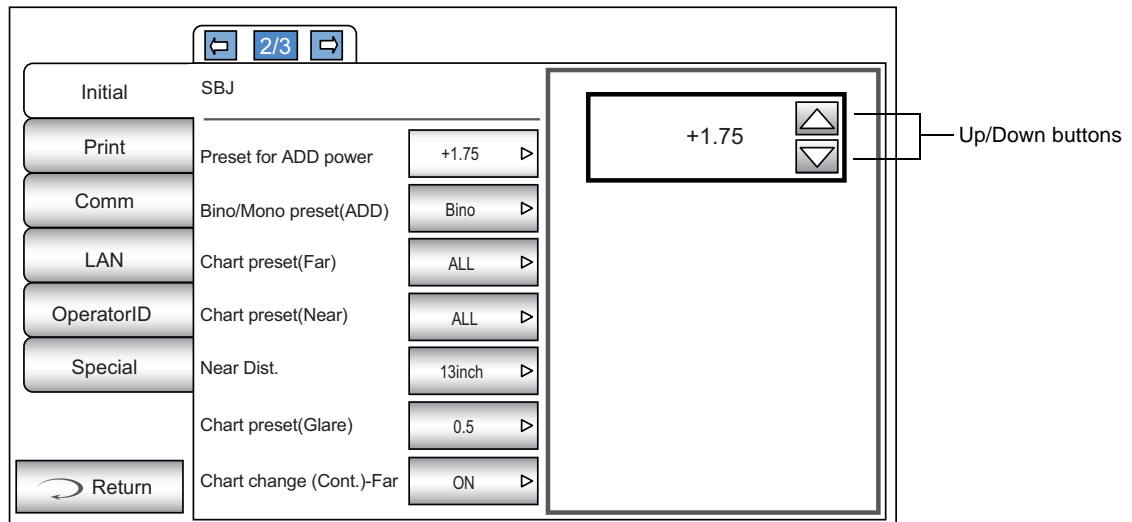 2/3
Initial
Print
Comm
LAN
OperatorID
Special
Return
SBJ
Preset for ADD power +1.75
Bino/Mono preset(ADD) Bino
Chart preset(Far) ALL
Chart preset(Near) ALL
Near Dist. 13inch
Chart preset(Glare) 0.5
Chart change (Cont.)-Far ON
+1.75
Up/Down buttons